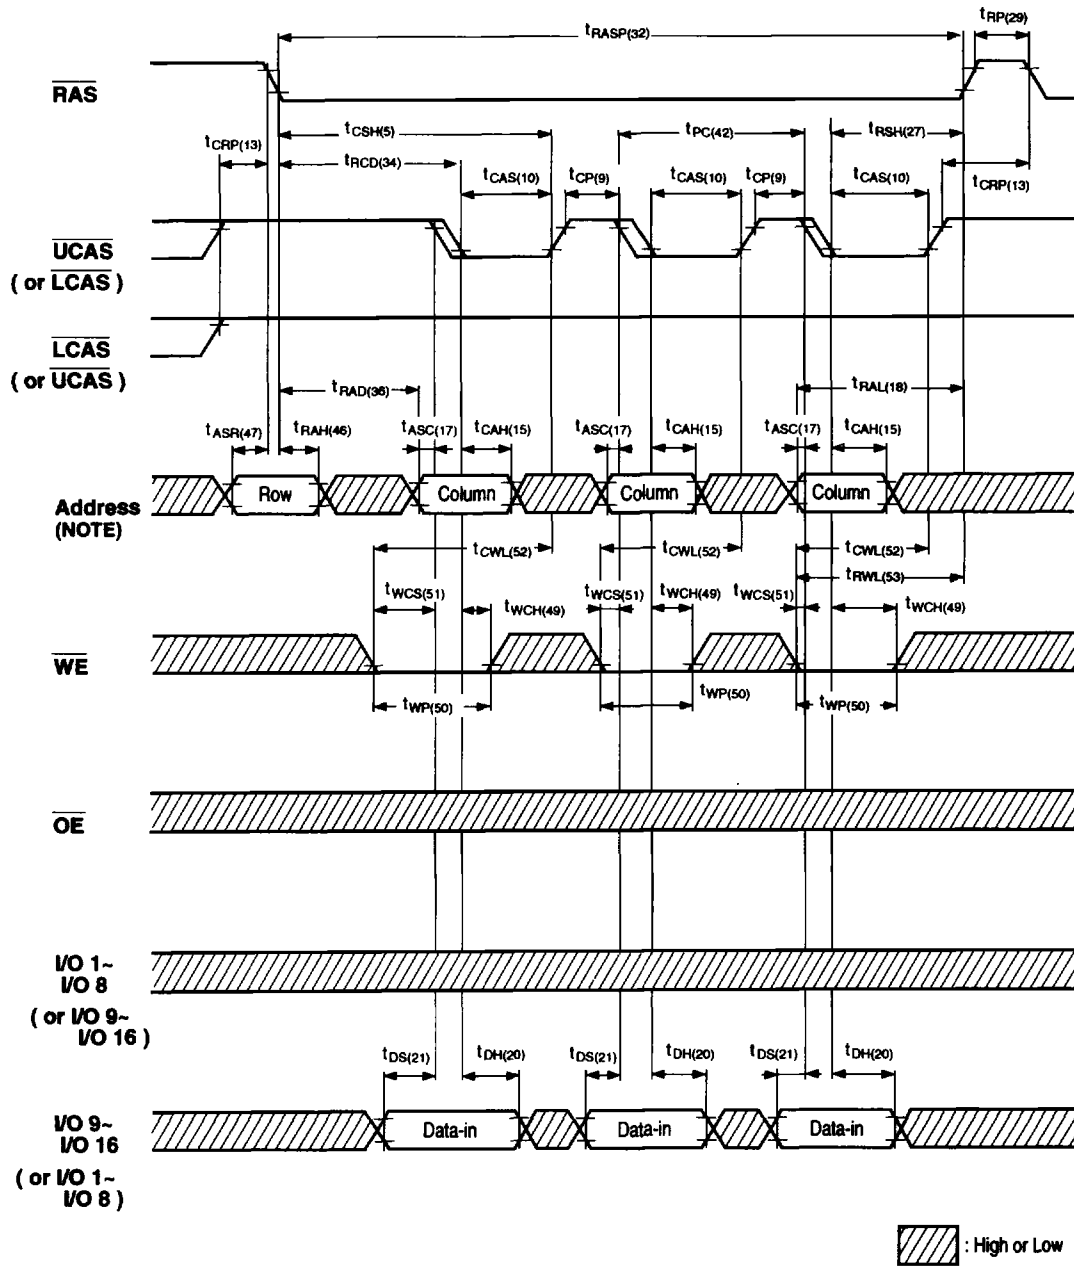 tRASP(32)
tRP(29)
RAS
tCSH(5)
tPC(42)
tRSH(27)
tCRP(13)
tRCD(34)
tCAS(10)
tCP(9)
tCAS(10)
tCP(9)
tCAS(10)
tCRP(13)
UCAS
( or LCAS )
LCAS
( or UCAS )
tRAD(36)
tRAL(18)
tASR(47)
tRAH(46)
tASC(17)
tCAH(15)
tASC(17)
tCAH(15)
tASC(17)
tCAH(15)
Address
(NOTE)
Row
Column
Column
Column
tCWL(52)
tCWL(52)
tCWL(52)
tRWL(53)
tWCS(51)
tWCH(49)
tWCS(51)
tWCH(49)
tWCS(51)
tWCH(49)
WE
tWP(50)
tWP(50)
tWP(50)
OE
I/O 1~
I/O 8
( or I/O 9~
I/O 16 )
tDS(21)
tDH(20)
tDS(21)
tDH(20)
tDS(21)
tDH(20)
I/O 9~
I/O 16
( or I/O 1~
I/O 8 )
Data-in
Data-in
Data-in
: High or Low